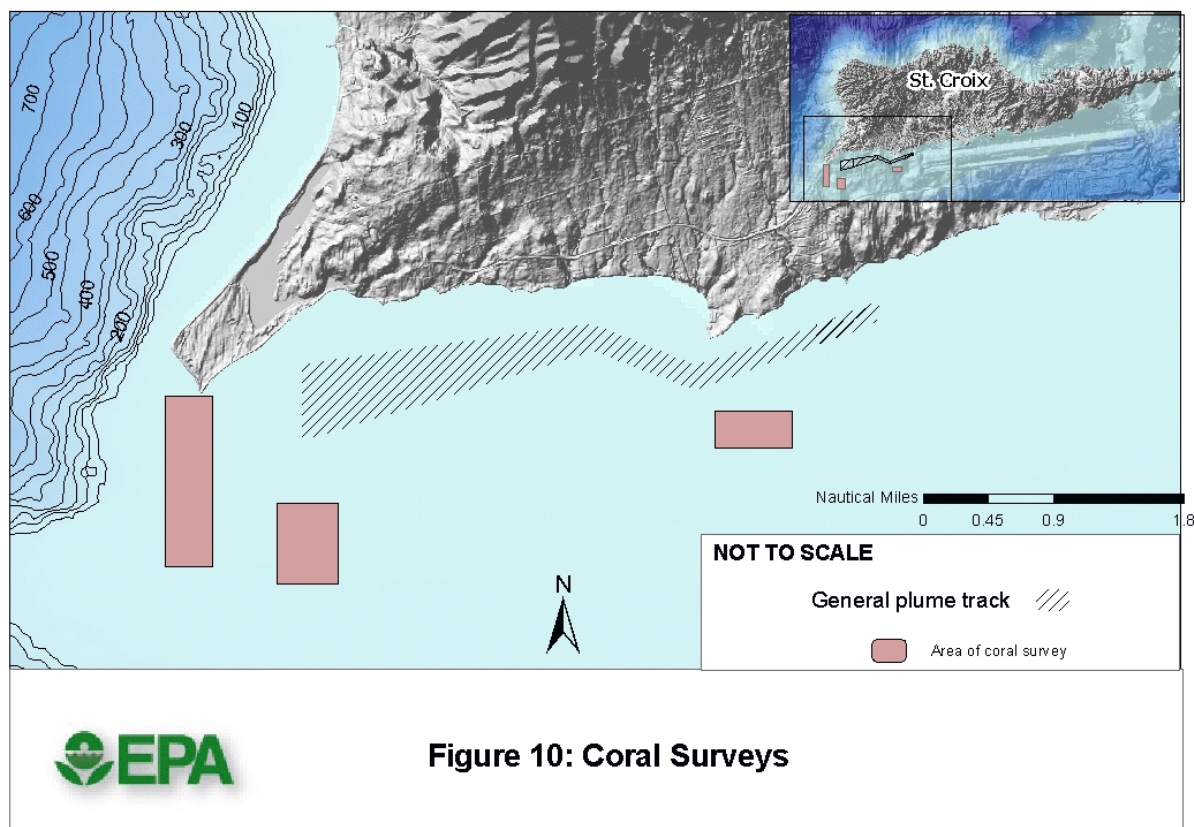 St. Croix
700
300
100
600
500
400
200
Nautical Miles
0 0.45 0.9 1.8
NOT TO SCALE
General plume track
Area of coral survey
N
EPA
Figure 10: Coral Surveys